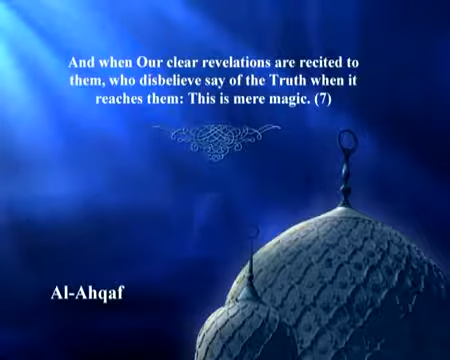 And when Our clear revelations are recited to
them, who disbelieve say of the Truth when it
reaches them: This is mere magic. (7)
Al-Ahqaf